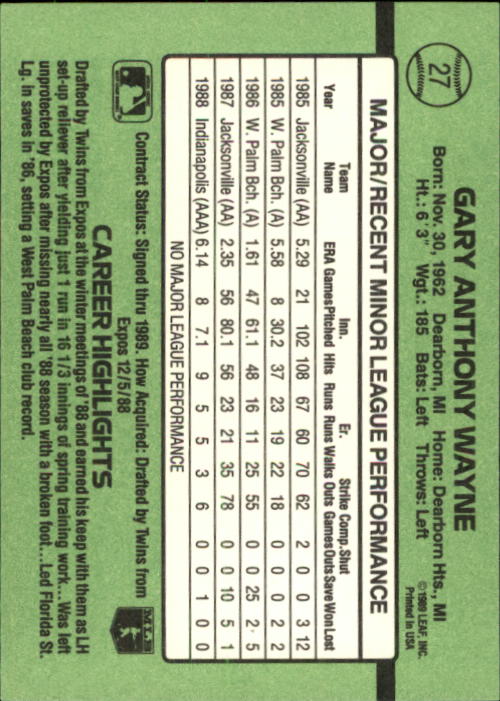 27
GARY ANTHONY WAYNE
Born: Nov. 30, 1962 Dearborn, MI Home: Dearborn Hts., MI
Ht.: 6' 3" Wgt.: 185 Bats: Left Throws: Left
©1989 LEAF, INC.
Printed in USA
MAJOR/RECENT MINOR LEAGUE PERFORMANCE
Team Inn. Er. Strike Comp. Shut
Year Name ERA Games Pitched Hits Runs Runs Walks Outs Games Outs Save Won Lost
1985 Jacksonville (AA) 5.29 21 102 108 67 60 70 62 2 0 0 3 12
1985 W. Palm Bch. (A) 5.58 8 30.2 37 23 19 22 18 0 0 0 2 2
1986 W. Palm Bch. (A) 1.61 47 61.1 48 16 11 25 55 0 0 25 2 5
1987 Jacksonville (AA) 2.35 56 80.1 56 23 21 35 78 0 0 10 5 1
1988 Indianapolis (AAA) 6.14 8 7.1 9 5 5 3 6 0 0 1 0 0
NO MAJOR LEAGUE PERFORMANCE
Contract Status: Signed thru 1989. How Acquired: Drafted by Twins from
Expos 12/5/88
MLB
CAREER HIGHLIGHTS
Drafted by Twins from Expos at the winter meetings of '88 and earned his keep with them as LH
set-up reliever after yielding just 1 run in 16 1/3 innings of spring training work... Was left
unprotected by Expos after missing nearly all '88 season with a broken foot... Led Florida St.
Lg. in saves in '86, setting a West Palm Beach club record.